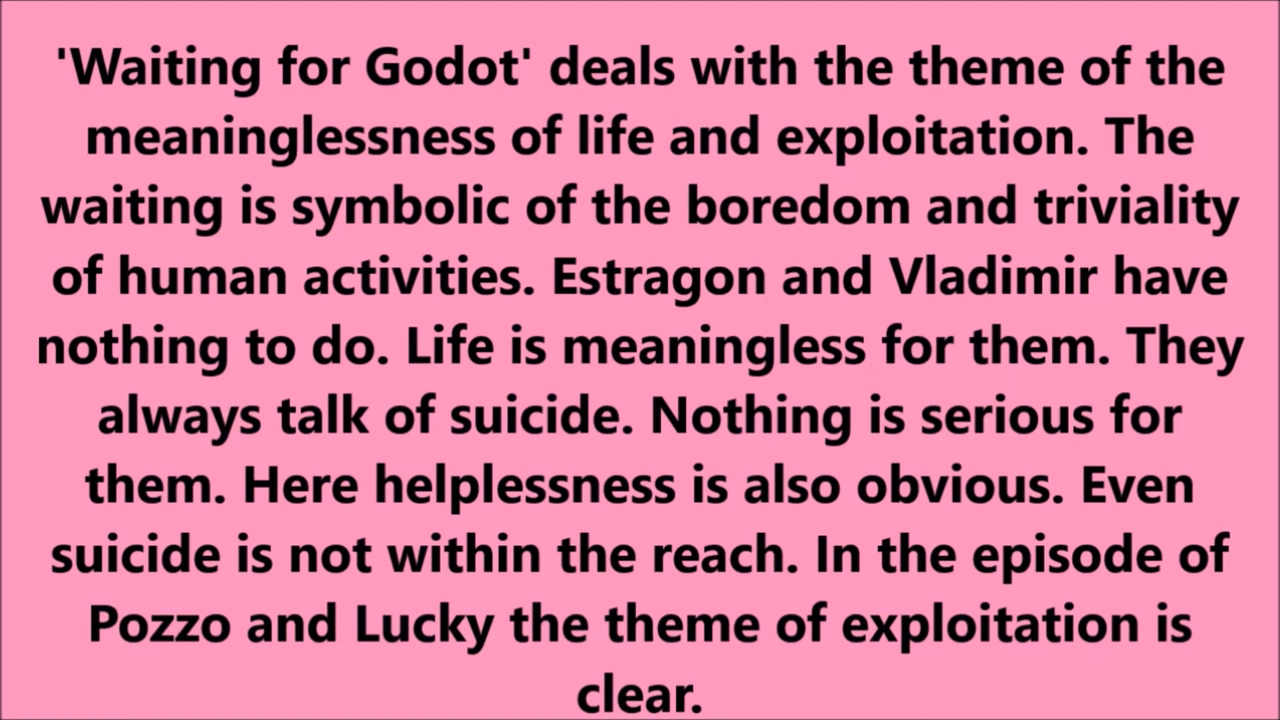 'Waiting for Godot' deals with the theme of the
meaninglessness of life and exploitation. The
waiting is symbolic of the boredom and triviality
of human activities. Estragon and Vladimir have
nothing to do. Life is meaningless for them. They
always talk of suicide. Nothing is serious for
them. Here helplessness is also obvious. Even
suicide is not within the reach. In the episode of
Pozzo and Lucky the theme of exploitation is
clear.